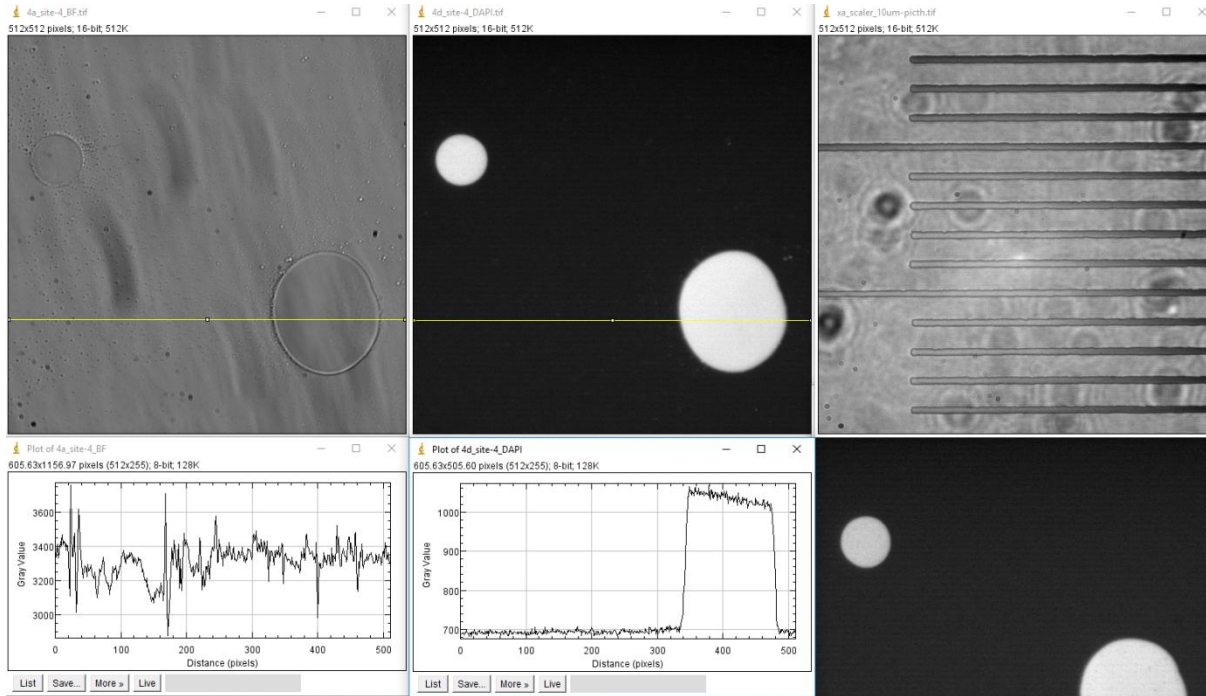 4a_site-4_BF.tif
512x512 pixels; 16-bit; 512K
4d_site-4_DAPI.tif
512x512 pixels; 16-bit; 512K
xa_scaler_10um-picth.tif
512x512 pixels; 16-bit; 512K
Plot of 4a_site-4_BF
605.63x1156.97 pixels (512x255); 8-bit; 128K
3600
3400
3200
3000
Gray Value
0
100
200
300
400
500
Distance (pixels)
List
Save...
More »
Live
Plot of 4d_site-4_DAPI
605.63x505.60 pixels (512x255); 8-bit; 128K
1000
900
800
700
Gray Value
0
100
200
300
400
500
Distance (pixels)
List
Save...
More »
Live